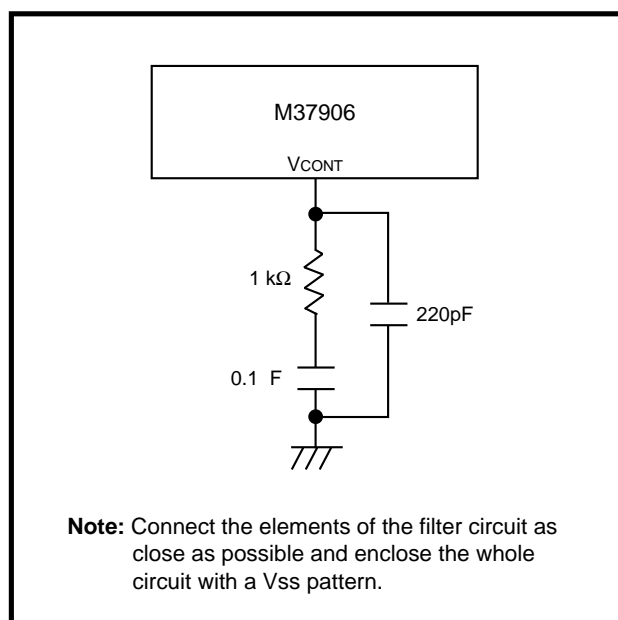 M37906
VCONT
1 kΩ
220pF
0.1 F
Note: Connect the elements of the filter circuit as
close as possible and enclose the whole
circuit with a Vss pattern.